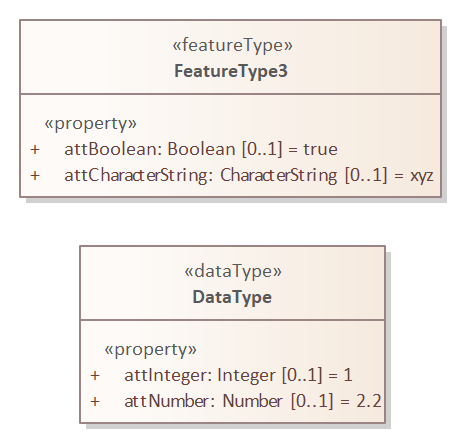 «featureType»
FeatureType3
«property»
+ attBoolean: Boolean [0..1] = true
+ attCharacterString: CharacterString [0..1] = xyz
«dataType»
DataType
«property»
+ attInteger: Integer [0..1] = 1
+ attNumber: Number [0..1] = 2.2